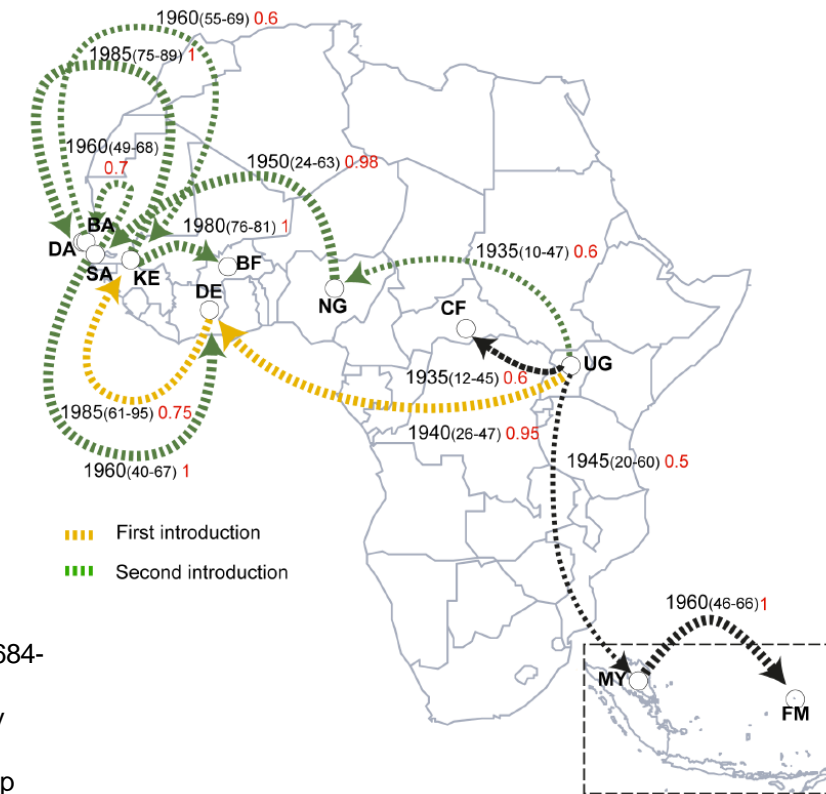 1960(55-69) 0.6
1985(75-89) 1
1960(49-68)
0.7
1950(24-63) 0.98
1980(76-81) 1
1935(10-47) 0.6
BA
DA
SA
KE
BF
DE
NG
CF
UG
1935(12-45) 0.6
1985(61-95) 0.75
1940(26-47) 0.95
1960(40-67) 1
1945(20-60) 0.5
First introduction
Second introduction
1960(46-66)1
684-
MY
FM
p